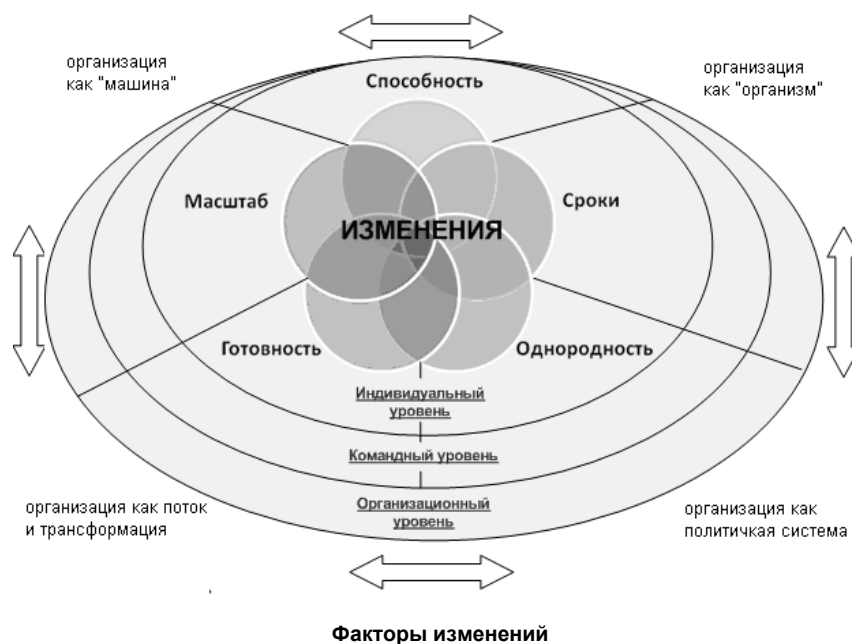 организация
как "машина"
организация
как "организм"
Способность
Масштаб
Сроки
ИЗМЕНЕНИЯ
Готовность
Однородность
Индивидуальный
уровень
Командный уровень
Организационный
уровень
организация как поток
и трансформация
организация как
политичкая система
Факторы изменений